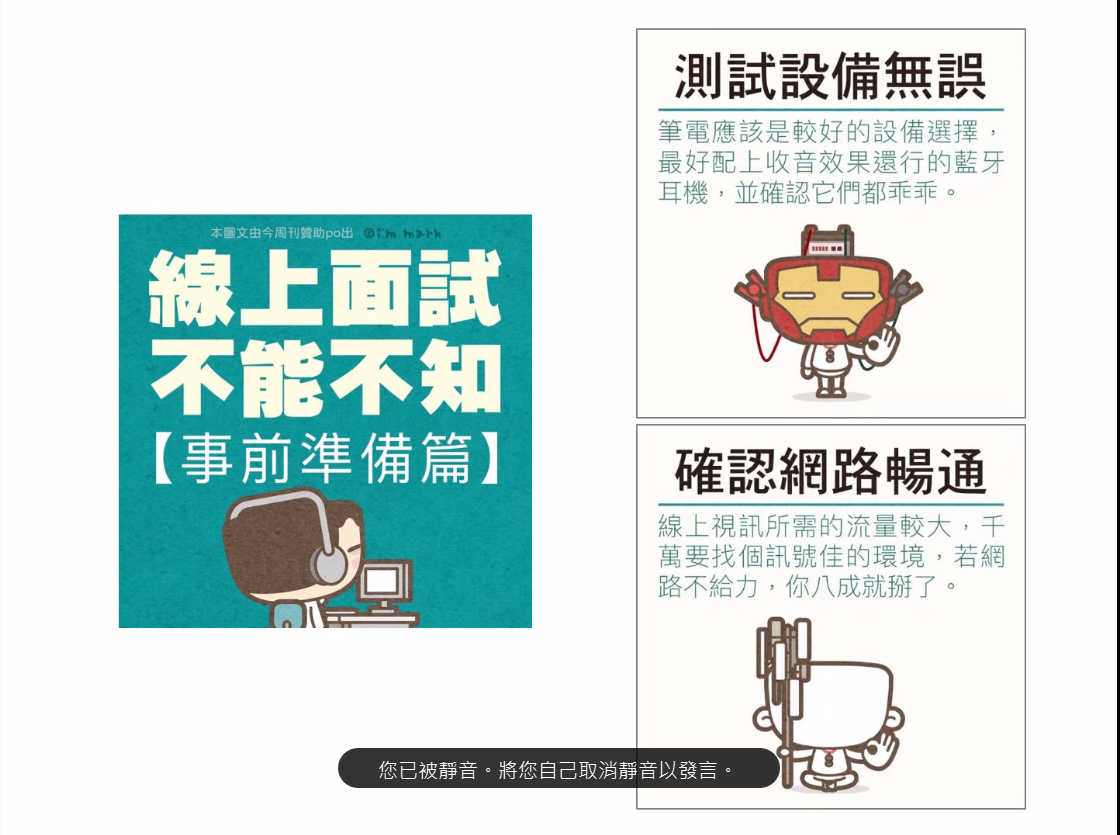 本圖文由今周刊贊助po出 ©i'm mark
線上面試
不能不知
【事前準備篇】
測試設備無誤
筆電應該是較好的設備選擇，
最好配上收音效果還行的藍牙
耳機，並確認它們都乖乖。
確認網路暢通
線上視訊所需的流量較大，千
萬要找個訊號佳的環境，若網
路不給力，你八成就掰了。
您已被靜音。將您自己取消靜音以發言。